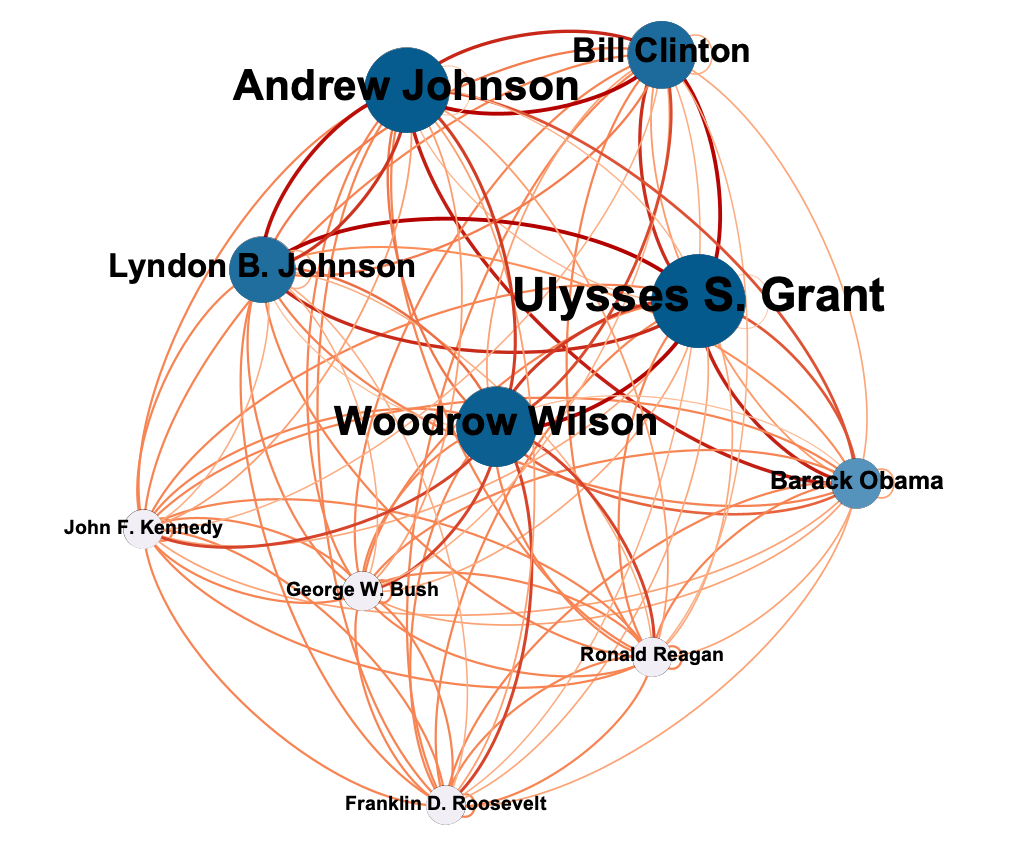 Bill Clinton
Andrew Johnson
Lyndon B. Johnson
Ulysses S. Grant
Woodrow Wilson
Barack Obama
John F. Kennedy
George W. Bush
Ronald Reagan
Franklin D. Roosevelt